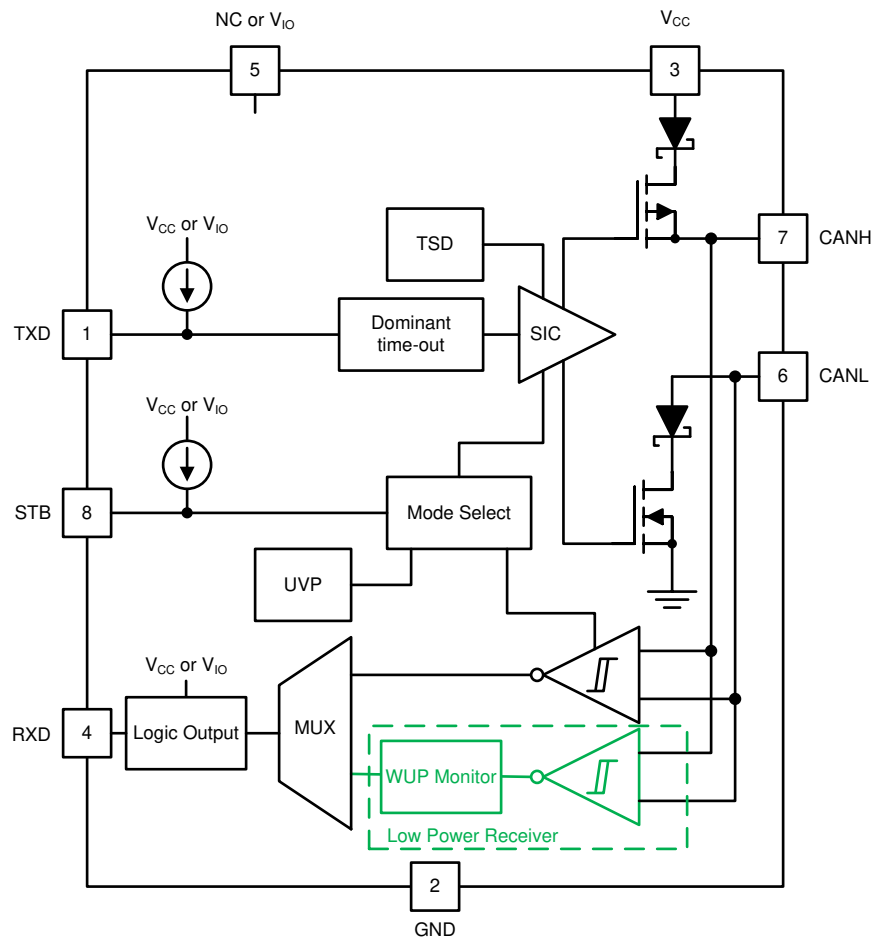 NC or VIO
VCC
5
3
VCC or VIO
TSD
7
CANH
TXD
1
Dominant
time-out
SIC
6
CANL
VCC or VIO
STB
8
Mode Select
UVP
VCC or VIO
RXD
4
Logic Output
MUX
WUP Monitor
Low Power Receiver
2
GND